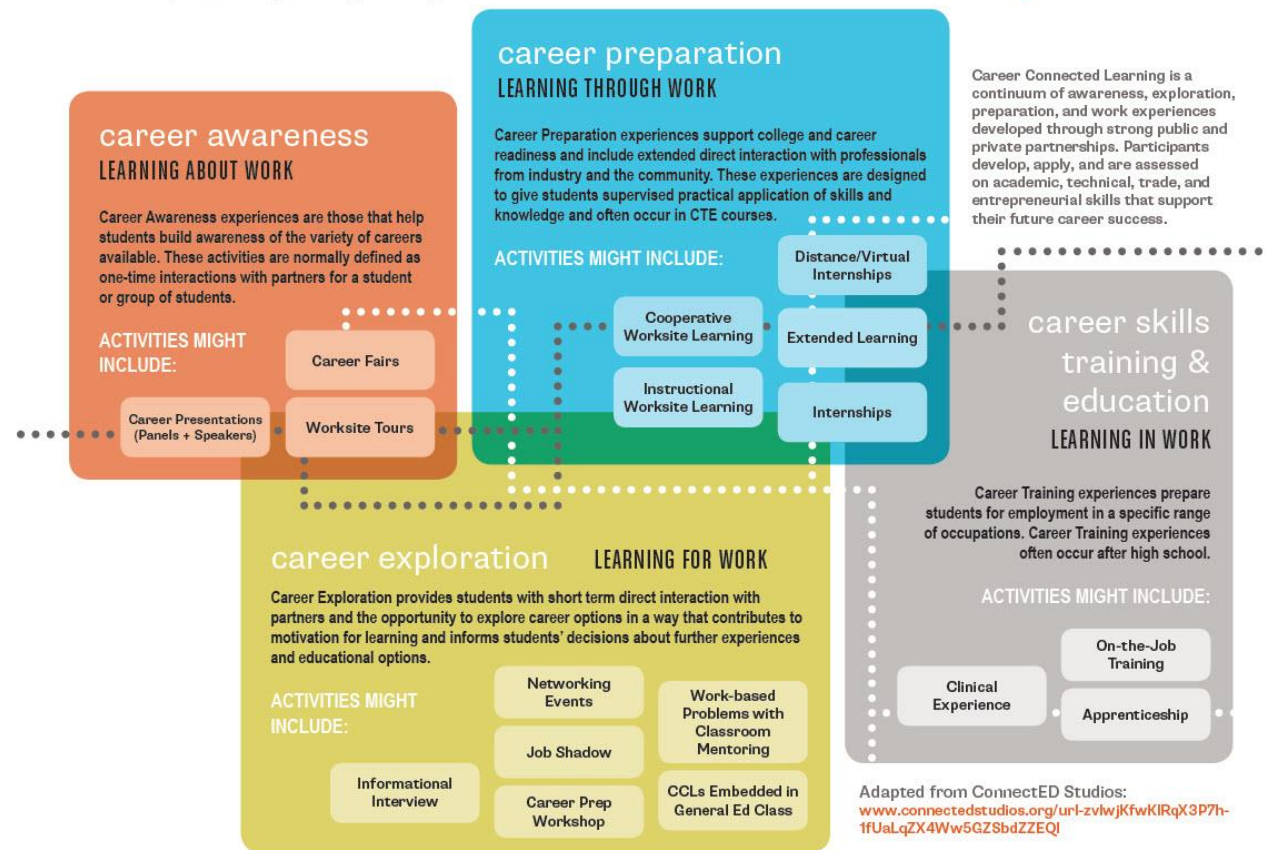 career awareness
LEARNING ABOUT WORK
Career Awareness experiences are those that help
students build awareness of the variety of careers
available. These activities are normally defined as
one-time interactions with partners for a student
or group of students.
ACTIVITIES MIGHT
INCLUDE:
Career Fairs
Career Presentations
(Panels + Speakers)
Worksite Tours
career preparation
LEARNING THROUGH WORK
Career Preparation experiences support college and career
readiness and include extended direct interaction with professionals
from industry and the community. These experiences are designed
to give students supervised practical application of skills and
knowledge and often occur in CTE courses.
ACTIVITIES MIGHT INCLUDE:
Distance/Virtual
Internships
Cooperative
Worksite Learning
Extended Learning
Instructional
Worksite Learning
Internships
Career Connected Learning is a
continuum of awareness, exploration,
preparation, and work experiences
developed through strong public and
private partnerships. Participants
develop, apply, and are assessed
on academic, technical, trade, and
entrepreneurial skills that support
their future career success.
career exploration
LEARNING FOR WORK
Career Exploration provides students with short term direct interaction with
partners and the opportunity to explore career options in a way that contributes to
motivation for learning and informs students' decisions about further experiences
and educational options.
ACTIVITIES MIGHT
INCLUDE:
Networking
Events
Work-based
Problems with
Classroom
Mentoring
Job Shadow
Informational
Interview
Career Prep
Workshop
CCLs Embedded in
General Ed Class
career skills
training &
education
LEARNING IN WORK
Career Training experiences prepare
students for employment in a specific range
of occupations. Career Training experiences
often occur after high school.
ACTIVITIES MIGHT INCLUDE:
On-the-Job
Training
Clinical
Experience
Apprenticeship
Adapted from ConnectED Studios:
www.connectedstudios.org/url-zvlwjKfwKIRqX3P7h-
1fUaLqZX4Ww5GZSbdZZEQI